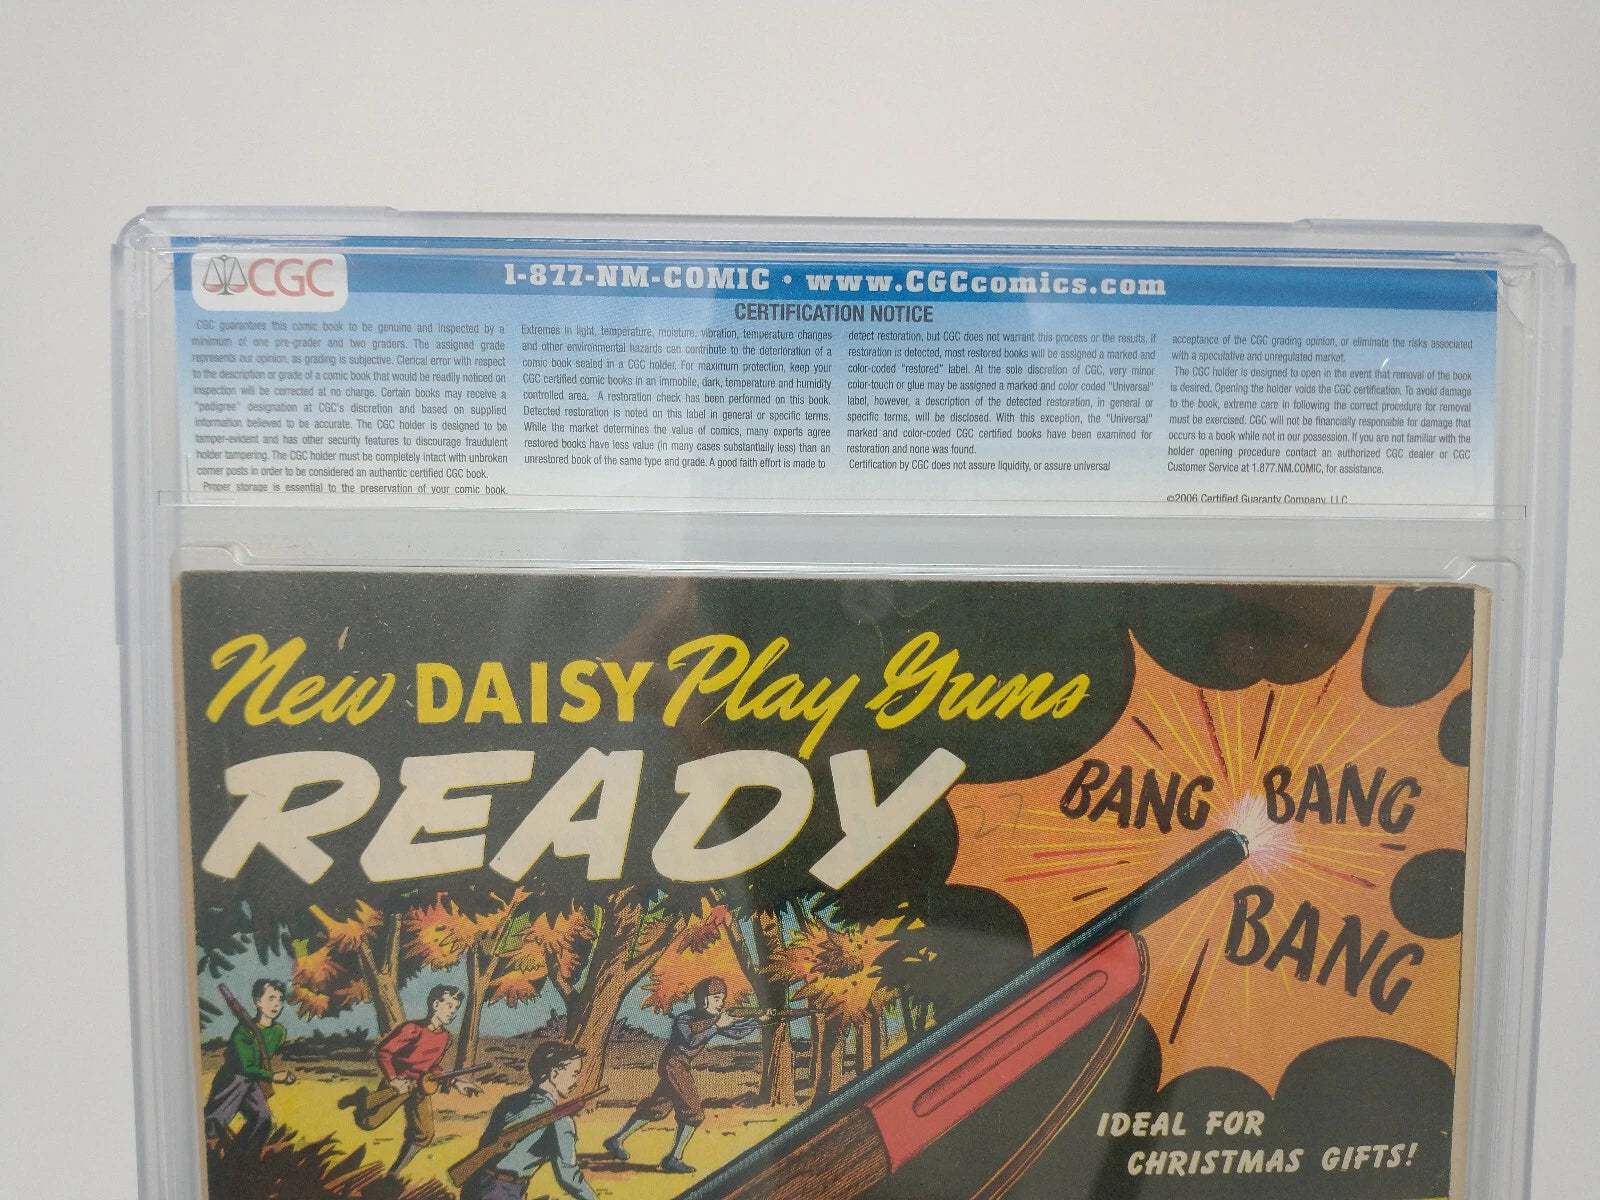 CGC
1-877-NM-COMIC • www.CGCcomics.com
CERTIFICATION NOTICE
CGC guarantees this comic book to be genuine and inspected by a
minimum of one pre-grader and two graders. The assigned grade
represents our opinion, as grading is subjective. Clerical error with respect
to the description or grade of a comic book that would be readily noticed on
inspection will be corrected at no charge. Certain books may receive a
"pedigree" designation at CGC's discretion and based on supplied
information believed to be accurate. The CGC holder is designed to be
tamper-evident and has other security features to discourage fraudulent
holder tampering. The CGC holder must be completely intact with unbroken
corner posts in order to be considered an authentic certified CGC book.
Proper storage is essential to the preservation of your comic book.
Extremes in light, temperature, moisture, vibration, temperature changes
and other environmental hazards can contribute to the deterioration of a
comic book sealed in a CGC holder. For maximum protection, keep your
CGC certified comic books in an immobile, dark, temperature and humidity
controlled area. A restoration check has been performed on this book.
Detected restoration is noted on this label in general or specific terms.
While the market determines the value of comics, many experts agree
restored books have less value (in many cases substantially less) than an
unrestored book of the same type and grade. A good faith effort is made to
detect restoration, but CGC does not warrant this process or the results. If
restoration is detected, most restored books will be assigned a marked and
color-coded "restored" label. At the sole discretion of CGC, very minor
color-touch or glue may be assigned a marked and color coded "Universal"
label, however, a description of the detected restoration, in general or
specific terms, will be disclosed. With this exception, the "Universal"
marked and color-coded CGC certified books have been examined for
restoration and none was found.
Certification by CGC does not assure liquidity, or assure universal
acceptance of the CGC grading opinion, or eliminate the risks associated
with a speculative and unregulated market.
The CGC holder is designed to open in the event that removal of the book
is desired. Opening the holder voids the CGC certification. To avoid damage
to the book, extreme care in following the correct procedure for removal
must be exercised. CGC will not be financially responsible for damage that
occurs to a book while not in our possession. If you are not familiar with the
holder opening procedure contact an authorized CGC dealer or CGC
Customer Service at 1.877.NM.COMIC, for assistance.
©2006 Certified Guaranty Company, LLC
New DAISY Play Guns
READY
27
BANG BANG
BANG
IDEAL FOR
CHRISTMAS GIFTS!